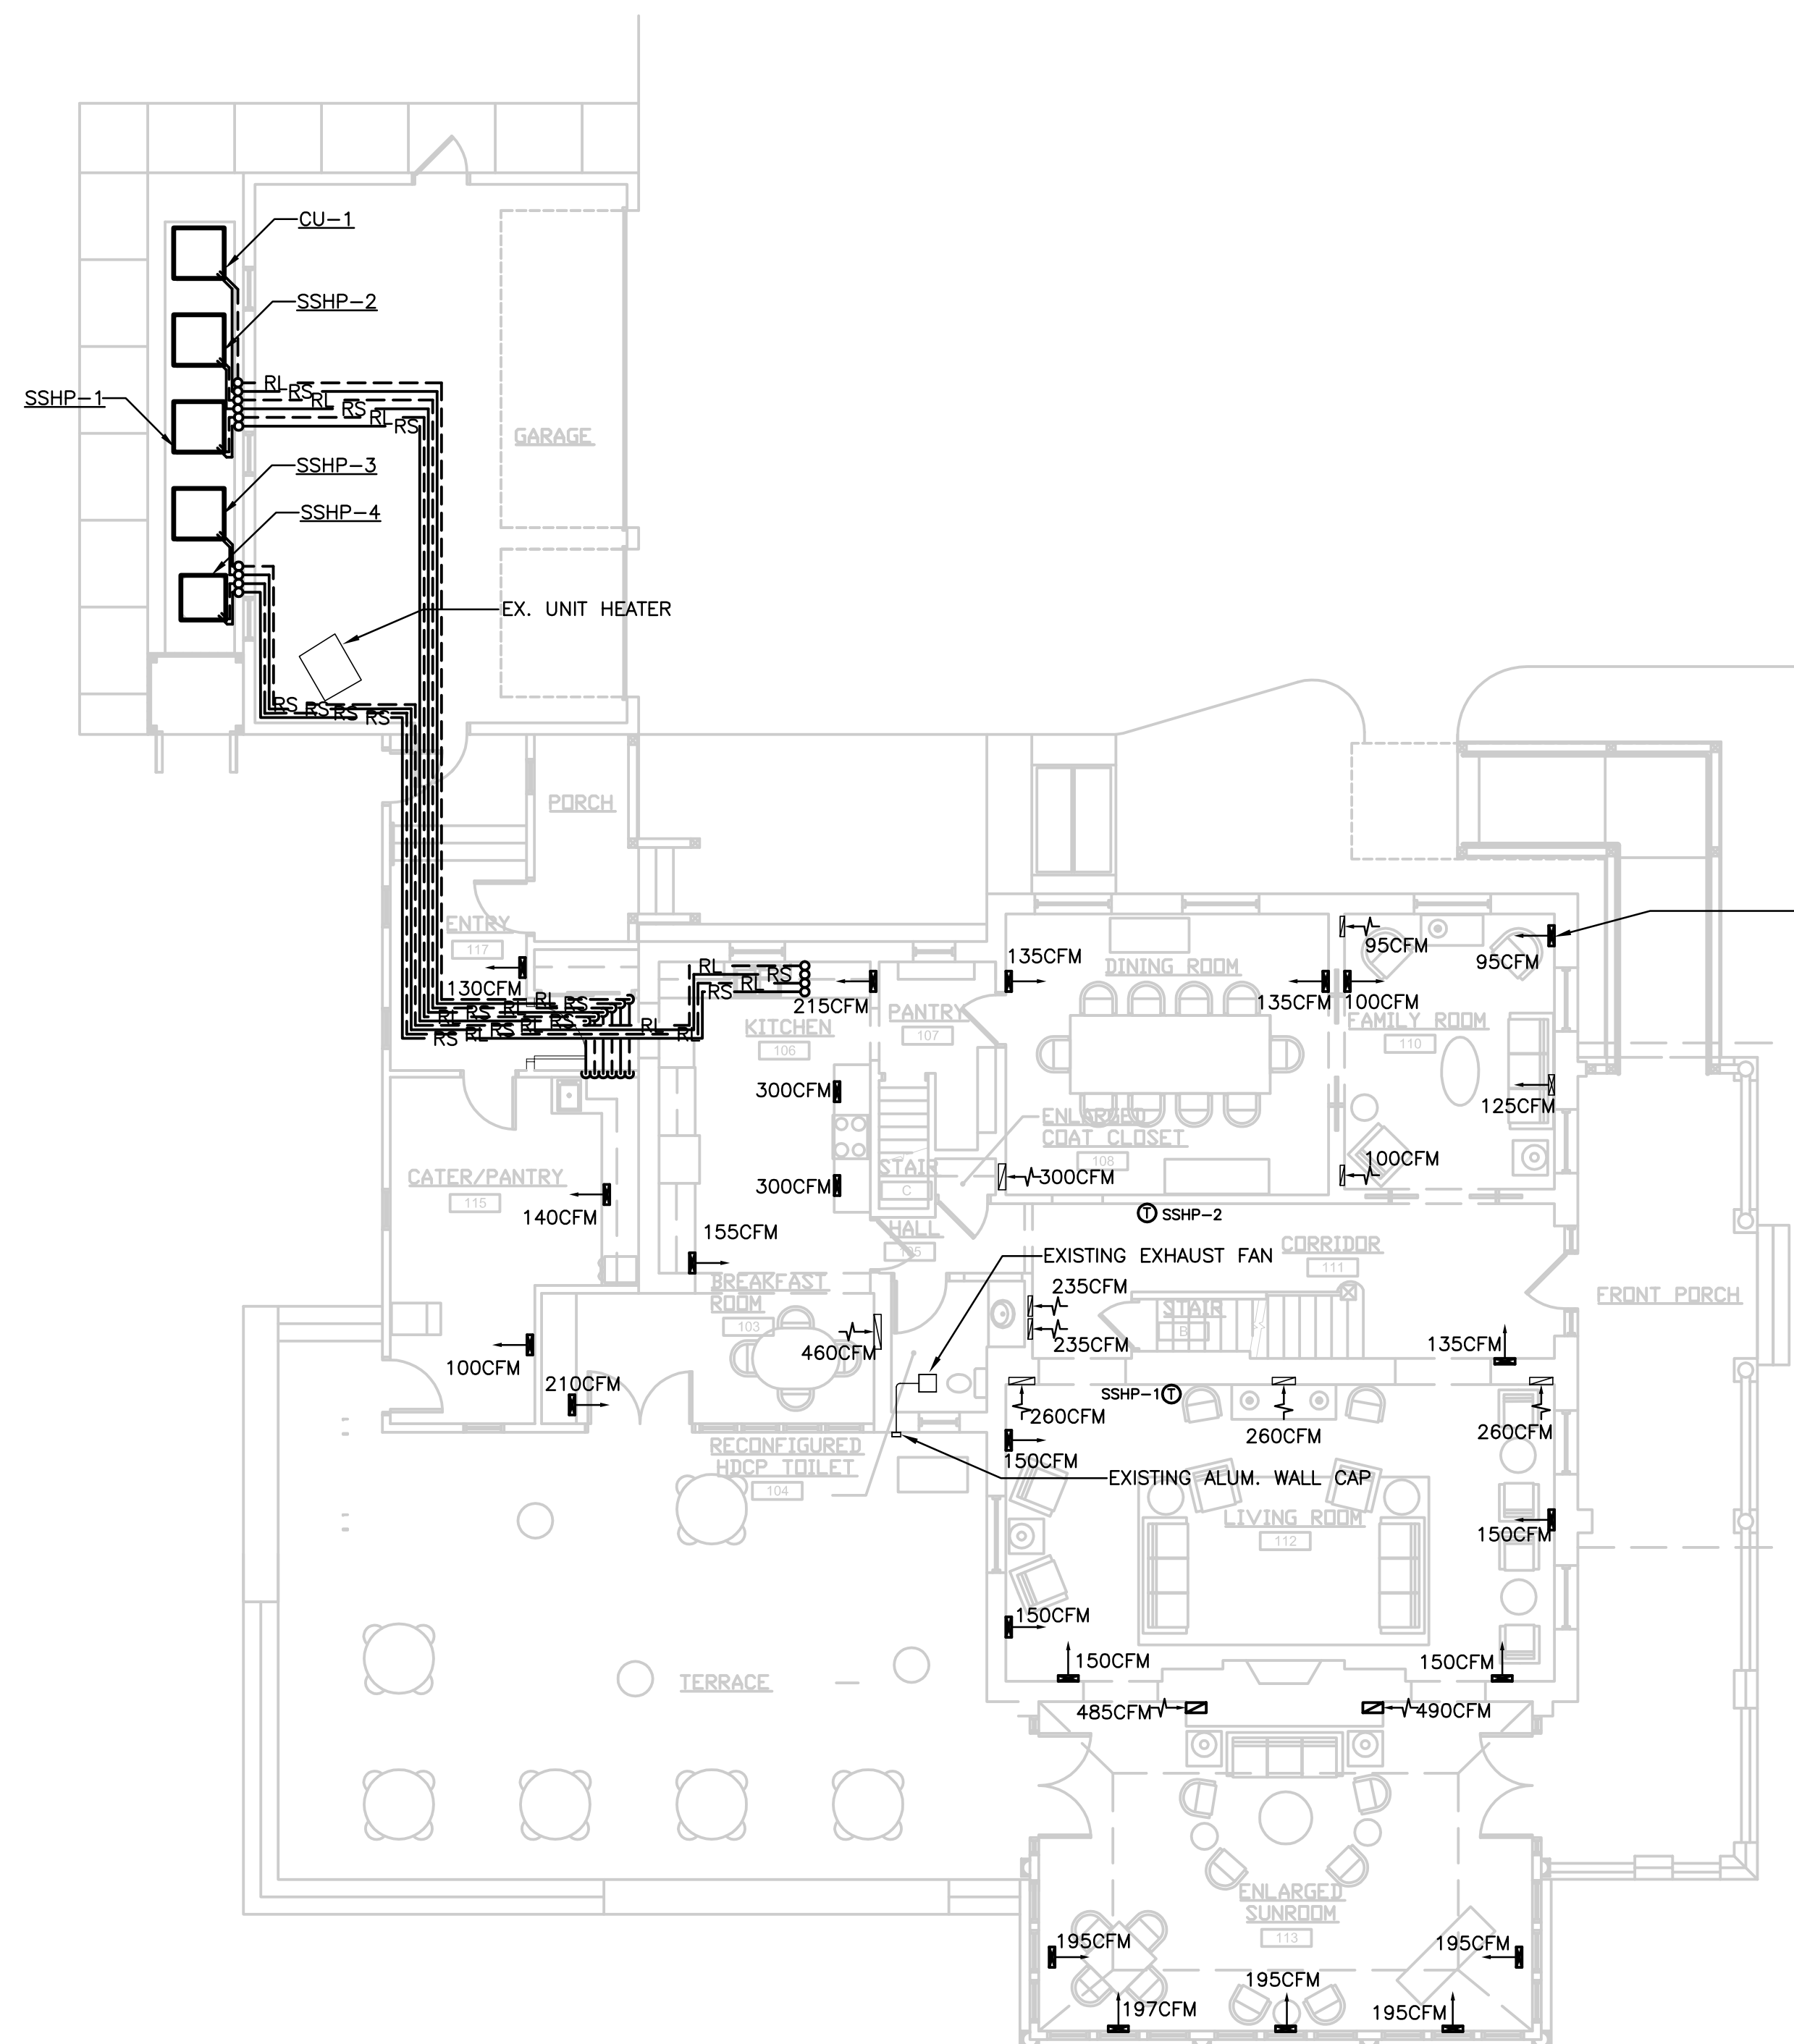 CU-1
SSHP-2
SSHP-1
RL
RS
RL
RS
RL
RS
GARAGE
SSHP-3
SSHP-4
EX. UNIT HEATER
RS
RS
RS
RS
PORCH
ENTRY
117
130CFM
RL
RS
RL
RS
RL
RS
RL
RS
RL
RS
RL
RS
RL
RS
RL
RL
RL
RS
RL
RS
215CFM
KITCHEN
106
PANTRY
107
135CFM
DINING ROOM
135CFM
95CFM
95CFM
100CFM
FAMILY ROOM
110
125CFM
300CFM
ENLARGED
COAT CLOSET
108
100CFM
STAIR
C
300CFM
CATER/PANTRY
115
300CFM
140CFM
155CFM
HALL
105
SSHP-2
T
CORRIDOR
111
EXISTING EXHAUST FAN
FRONT PORCH
BREAKFAST
ROOM
103
235CFM
STAIR
B
235CFM
460CFM
135CFM
100CFM
210CFM
SSHP-1
T
260CFM
260CFM
260CFM
RECONFIGURED
HDCP TOILET
104
150CFM
EXISTING ALUM. WALL CAP
LIVING ROOM
112
150CFM
150CFM
150CFM
150CFM
TERRACE
485CFM
490CFM
ENLARGED
SUNROOM
113
195CFM
195CFM
195CFM
197CFM
195CFM